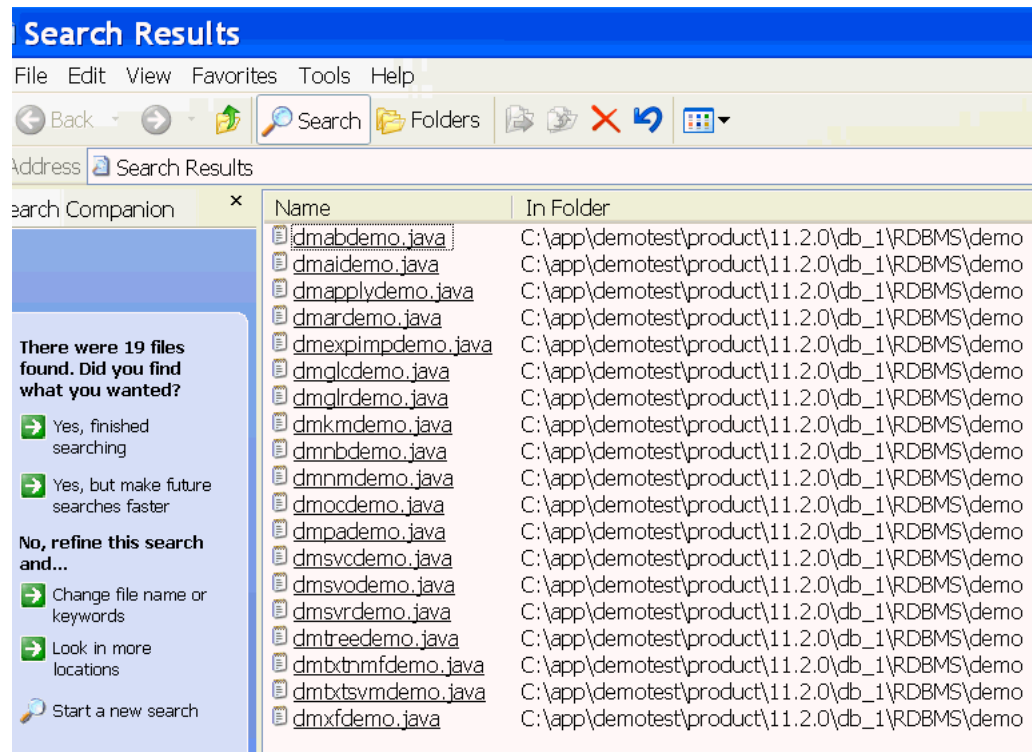 Search Results
File Edit View Favorites Tools Help
Back Search Folders
Address Search Results
earch Companion × Name In Folder
dmabdemo.java C:\app\demotest\product\11.2.0\db_1\RDBMS\demo
dmaidemo.java C:\app\demotest\product\11.2.0\db_1\RDBMS\demo
dmapplydemo.java C:\app\demotest\product\11.2.0\db_1\RDBMS\demo
dmardemo.java C:\app\demotest\product\11.2.0\db_1\RDBMS\demo
dmexpimpdemo.java C:\app\demotest\product\11.2.0\db_1\RDBMS\demo
dmglcdemo.java C:\app\demotest\product\11.2.0\db_1\RDBMS\demo
dmglrdemo.java C:\app\demotest\product\11.2.0\db_1\RDBMS\demo
dmkmdemo.java C:\app\demotest\product\11.2.0\db_1\RDBMS\demo
dmnbdemo.java C:\app\demotest\product\11.2.0\db_1\RDBMS\demo
dmnmdemo.java C:\app\demotest\product\11.2.0\db_1\RDBMS\demo
dmocdemo.java C:\app\demotest\product\11.2.0\db_1\RDBMS\demo
dmpademo.java C:\app\demotest\product\11.2.0\db_1\RDBMS\demo
dmsvcdemo.java C:\app\demotest\product\11.2.0\db_1\RDBMS\demo
dmsvodemo.java C:\app\demotest\product\11.2.0\db_1\RDBMS\demo
dmsvrdemo.java C:\app\demotest\product\11.2.0\db_1\RDBMS\demo
dmtreedemo.java C:\app\demotest\product\11.2.0\db_1\RDBMS\demo
dmtxtnmfdemo.java C:\app\demotest\product\11.2.0\db_1\RDBMS\demo
dmtxtsvmdemo.java C:\app\demotest\product\11.2.0\db_1\RDBMS\demo
dmxfdemo.java C:\app\demotest\product\11.2.0\db_1\RDBMS\demo
There were 19 files
found. Did you find
what you wanted?
Yes, finished
searching
Yes, but make future
searches faster
No, refine this search
and...
Change file name or
keywords
Look in more
locations
Start a new search